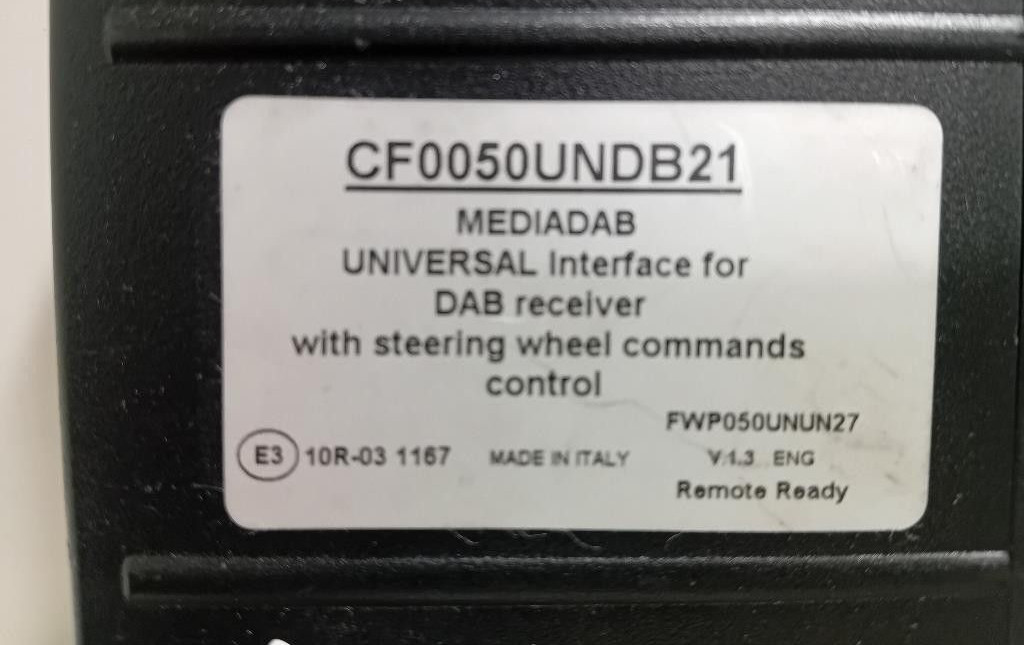 CF0050UNDB21
MEDIADAB
UNIVERSAL Interface for
DAB receiver
with steering wheel commands
control
FWP050UNUN27
E3 10R-03 1167 MADE IN ITALY V.1.3 ENG
Remote Ready